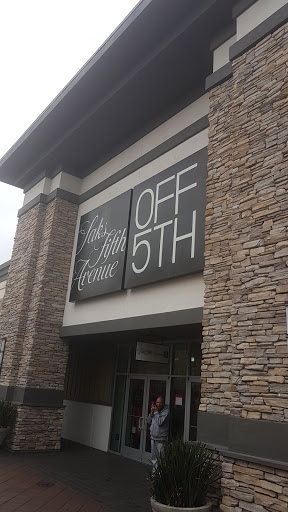 Saks
Fifth
Avenue
OFF
5TH